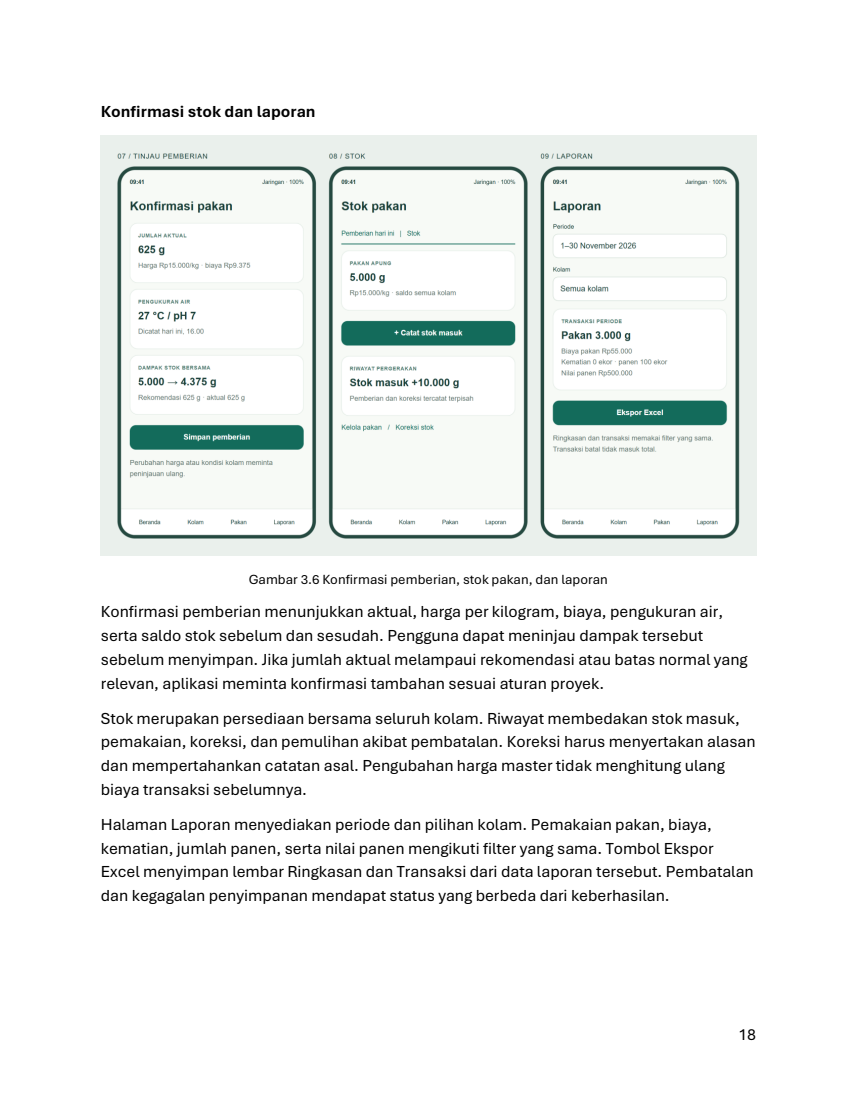 Konfirmasi stok dan laporan
07 / TINJAU PEMBERIAN
09:41
Jaringan · 100%
Konfirmasi pakan
JUMLAH AKTUAL
625 g
Harga Rp15.000/kg · biaya Rp9.375
PENGUKURAN AIR
27 °C / pH 7
Dicatat hari ini, 16.00
DAMPAK STOK BERSAMA
5.000 → 4.375 g
Rekomendasi 625 g · aktual 625 g
Simpan pemberian
Perubahan harga atau kondisi kolam meminta
peninjauan ulang.
Beranda Kolam Pakan Laporan
08 / STOK
09:41
Jaringan · 100%
Stok pakan
Pemberian hari ini | Stok
PAKAN APUNG
5.000 g
Rp15.000/kg · saldo semua kolam
+ Catat stok masuk
RIWAYAT PERGERAKAN
Stok masuk +10.000 g
Pemberian dan koreksi tercatat terpisah
Kelola pakan / Koreksi stok
Beranda Kolam Pakan Laporan
09 / LAPORAN
09:41
Jaringan · 100%
Laporan
Periode
1–30 November 2026
Kolam
Semua kolam
TRANSAKSI PERIODE
Pakan 3.000 g
Biaya pakan Rp55.000
Kematian 0 ekor · panen 100 ekor
Nilai panen Rp500.000
Ekspor Excel
Ringkasan dan transaksi memakai filter yang sama.
Transaksi batal tidak masuk total.
Beranda Kolam Pakan Laporan
Gambar 3.6 Konfirmasi pemberian, stok pakan, dan laporan
Konfirmasi pemberian menunjukkan aktual, harga per kilogram, biaya, pengukuran air,
serta saldo stok sebelum dan sesudah. Pengguna dapat meninjau dampak tersebut
sebelum menyimpan. Jika jumlah aktual melampaui rekomendasi atau batas normal yang
relevan, aplikasi meminta konfirmasi tambahan sesuai aturan proyek.
Stok merupakan persediaan bersama seluruh kolam. Riwayat membedakan stok masuk,
pemakaian, koreksi, dan pemulihan akibat pembatalan. Koreksi harus menyertakan alasan
dan mempertahankan catatan asal. Pengubahan harga master tidak menghitung ulang
biaya transaksi sebelumnya.
Halaman Laporan menyediakan periode dan pilihan kolam. Pemakaian pakan, biaya,
kematian, jumlah panen, serta nilai panen mengikuti filter yang sama. Tombol Ekspor
Excel menyimpan lembar Ringkasan dan Transaksi dari data laporan tersebut. Pembatalan
dan kegagalan penyimpanan mendapat status yang berbeda dari keberhasilan.
18